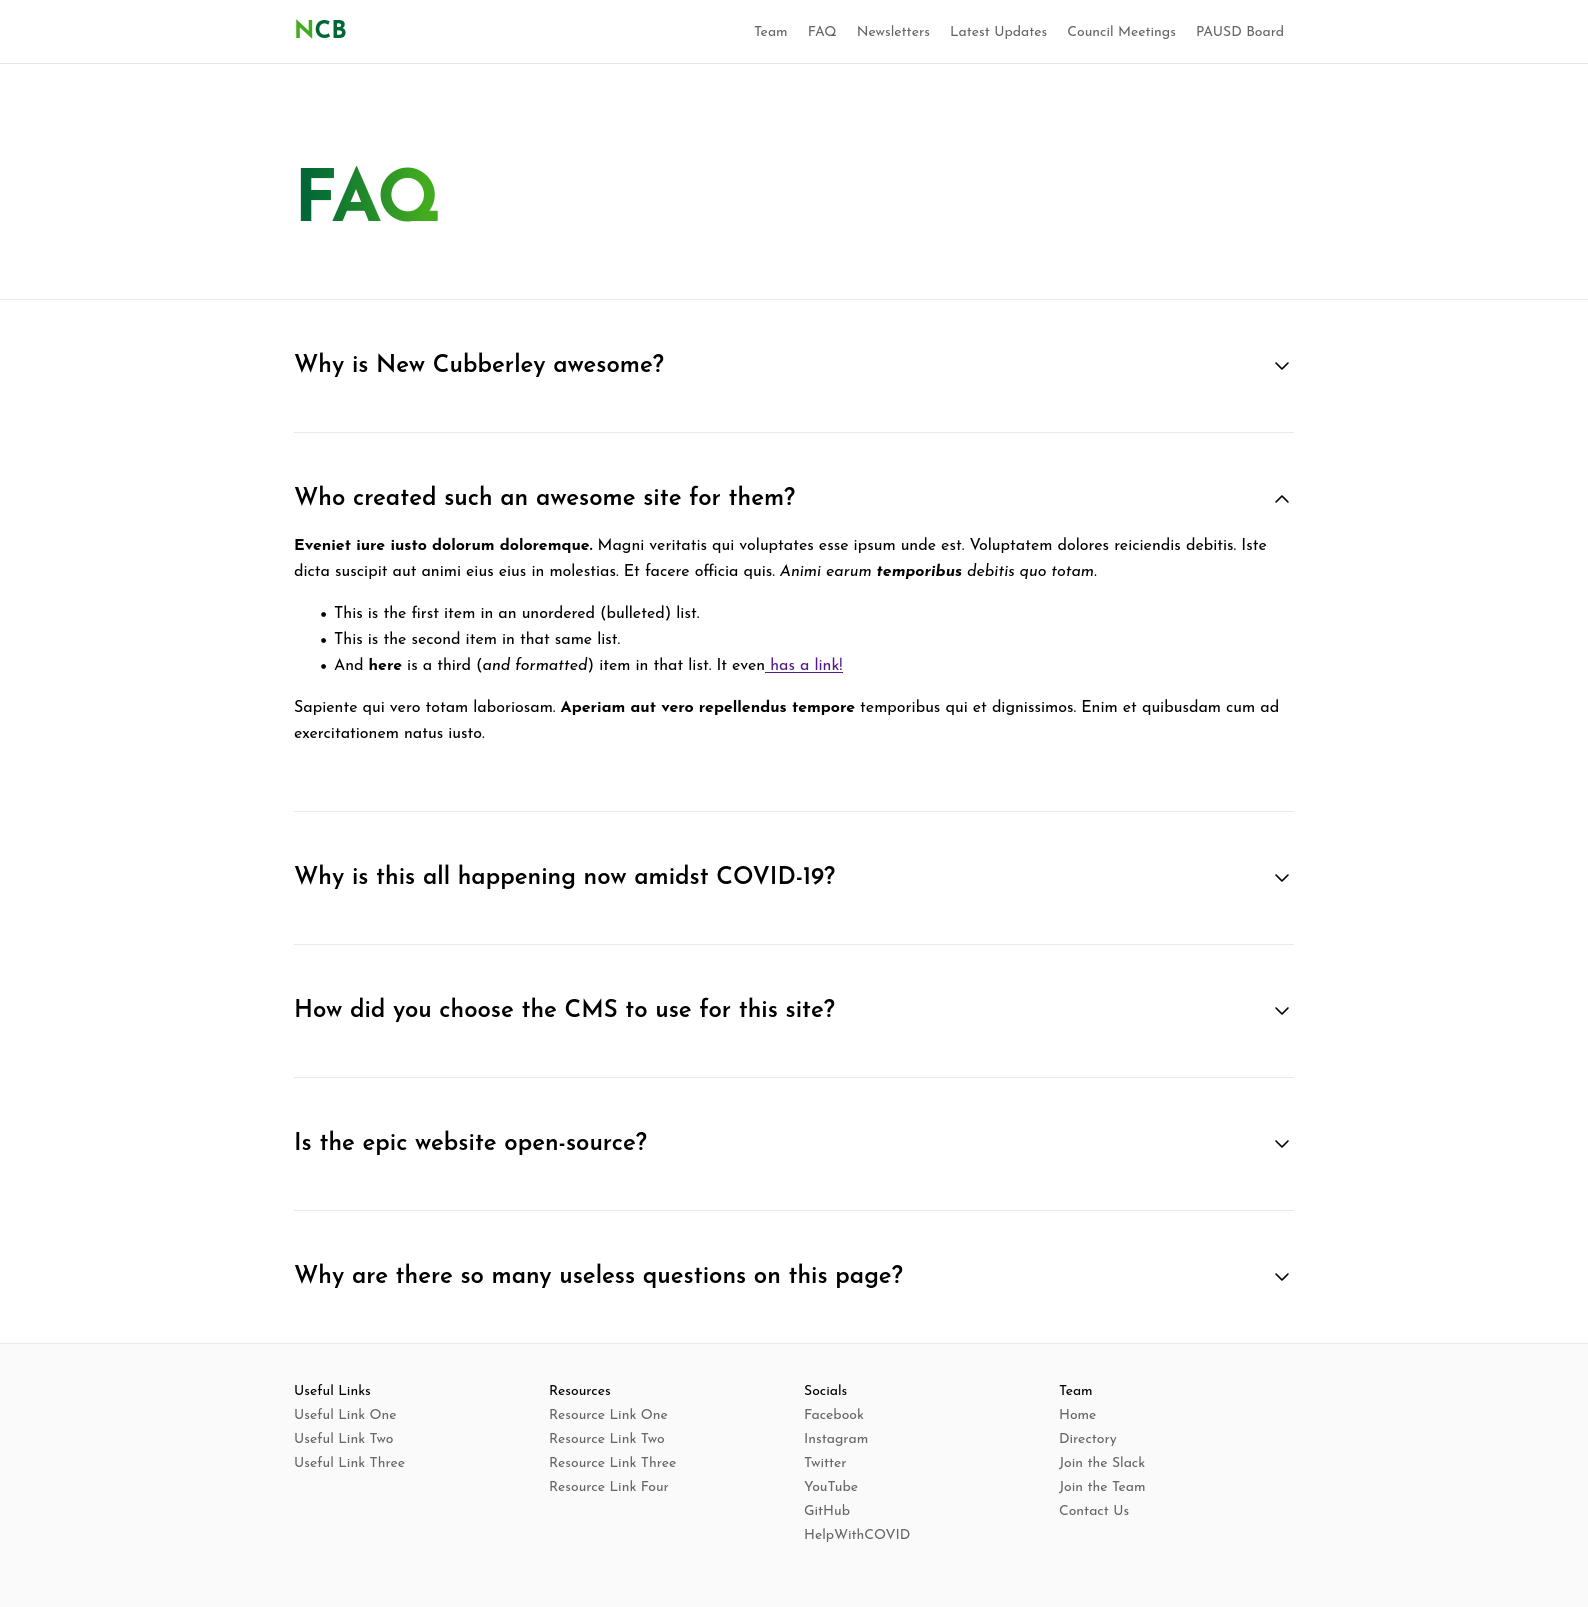 NCB
Team FAQ Newsletters Latest Updates Council Meetings PAUSD Board
FAQ
Why is New Cubberley awesome?
Who created such an awesome site for them?
Eveniet iure iusto dolorum doloremque. Magni veritatis qui voluptates esse ipsum unde est. Voluptatem dolores reiciendis debitis. Iste
dicta suscipit aut animi eius eius in molestias. Et facere officia quis. Animi earum temporibus debitis quo totam.
• This is the first item in an unordered (bulleted) list.
• This is the second item in that same list.
• And here is a third (and formatted) item in that list. It even has a link!
Sapiente qui vero totam laboriosam. Aperiam aut vero repellendus tempore temporibus qui et dignissimos. Enim et quibusdam cum ad
exercitationem natus iusto.
Why is this all happening now amidst COVID-19?
How did you choose the CMS to use for this site?
Is the epic website open-source?
Why are there so many useless questions on this page?
Useful Links
Useful Link One
Useful Link Two
Useful Link Three
Resources
Resource Link One
Resource Link Two
Resource Link Three
Resource Link Four
Socials
Facebook
Instagram
Twitter
YouTube
GitHub
HelpWithCOVID
Team
Home
Directory
Join the Slack
Join the Team
Contact Us